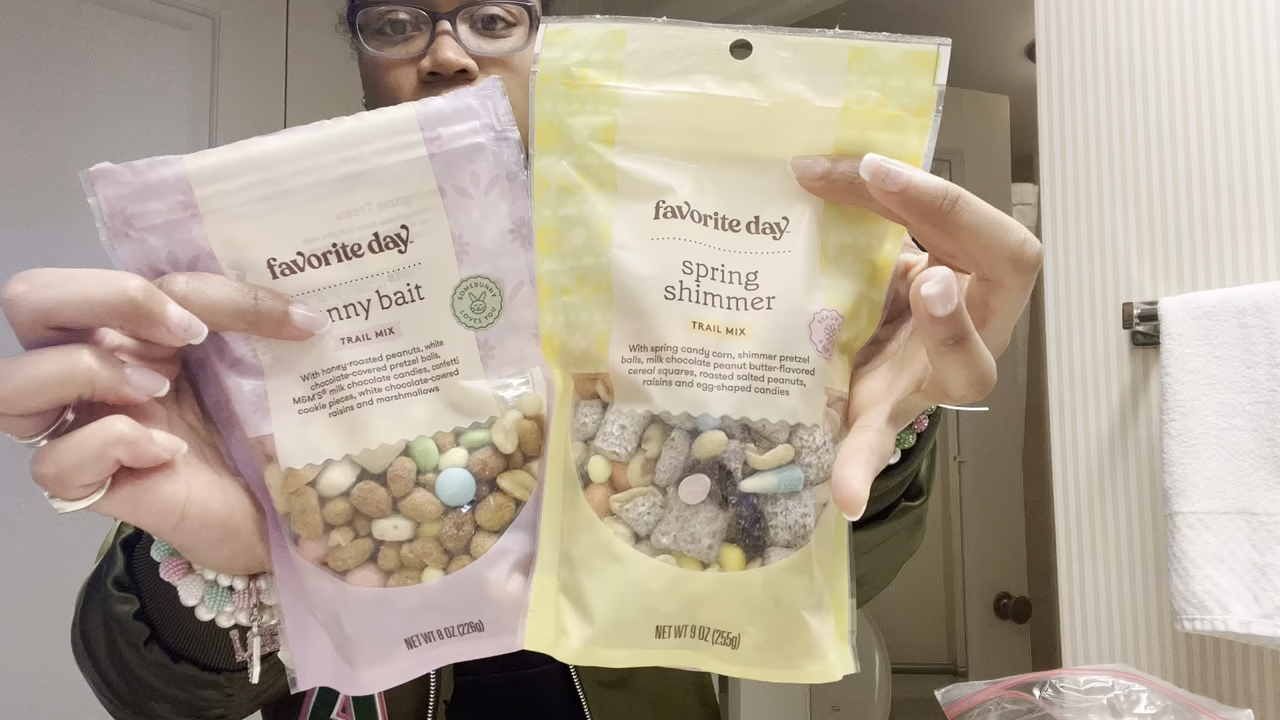 favorite day
nny bait
TRAIL MIX
With honey-roasted peanuts, white
chocolate-covered pretzel balls,
M&M'S® milk chocolate candies, confetti
cookie pieces, white chocolate-covered
raisins and marshmallows
SOMEBUNNY
LOVES YOU
NET WT 8 OZ (226g)
favorite day
spring
shimmer
TRAIL MIX
With spring candy corn, shimmer pretzel
balls, milk chocolate peanut butter-flavored
cereal squares, roasted salted peanuts,
raisins and egg-shaped candies
NET WT 9 OZ (255g)